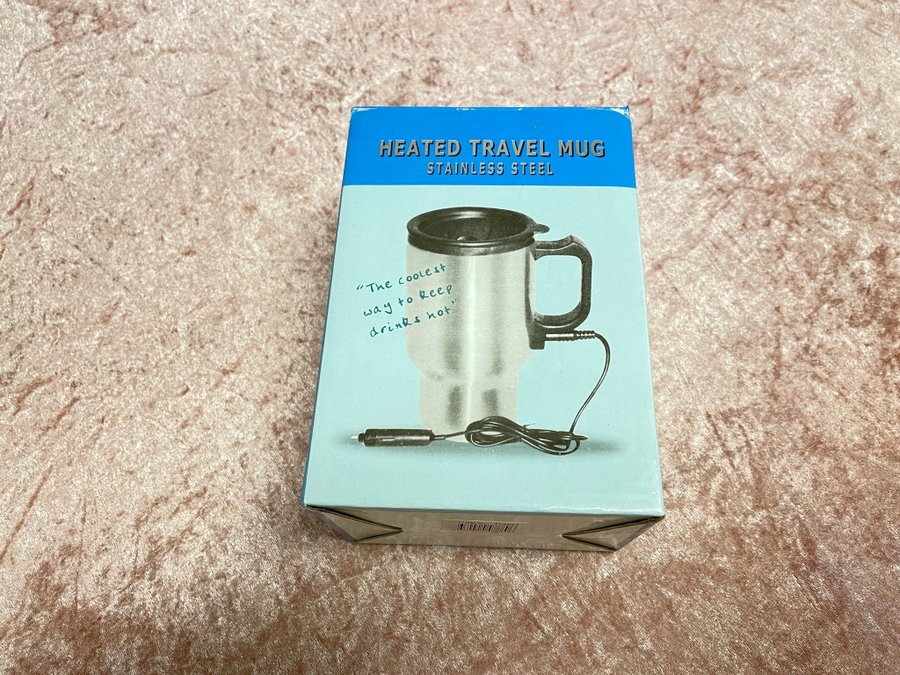 HEATED TRAVEL MUG
STAINLESS STEEL
"The coolest
way to keep
drinks hot"